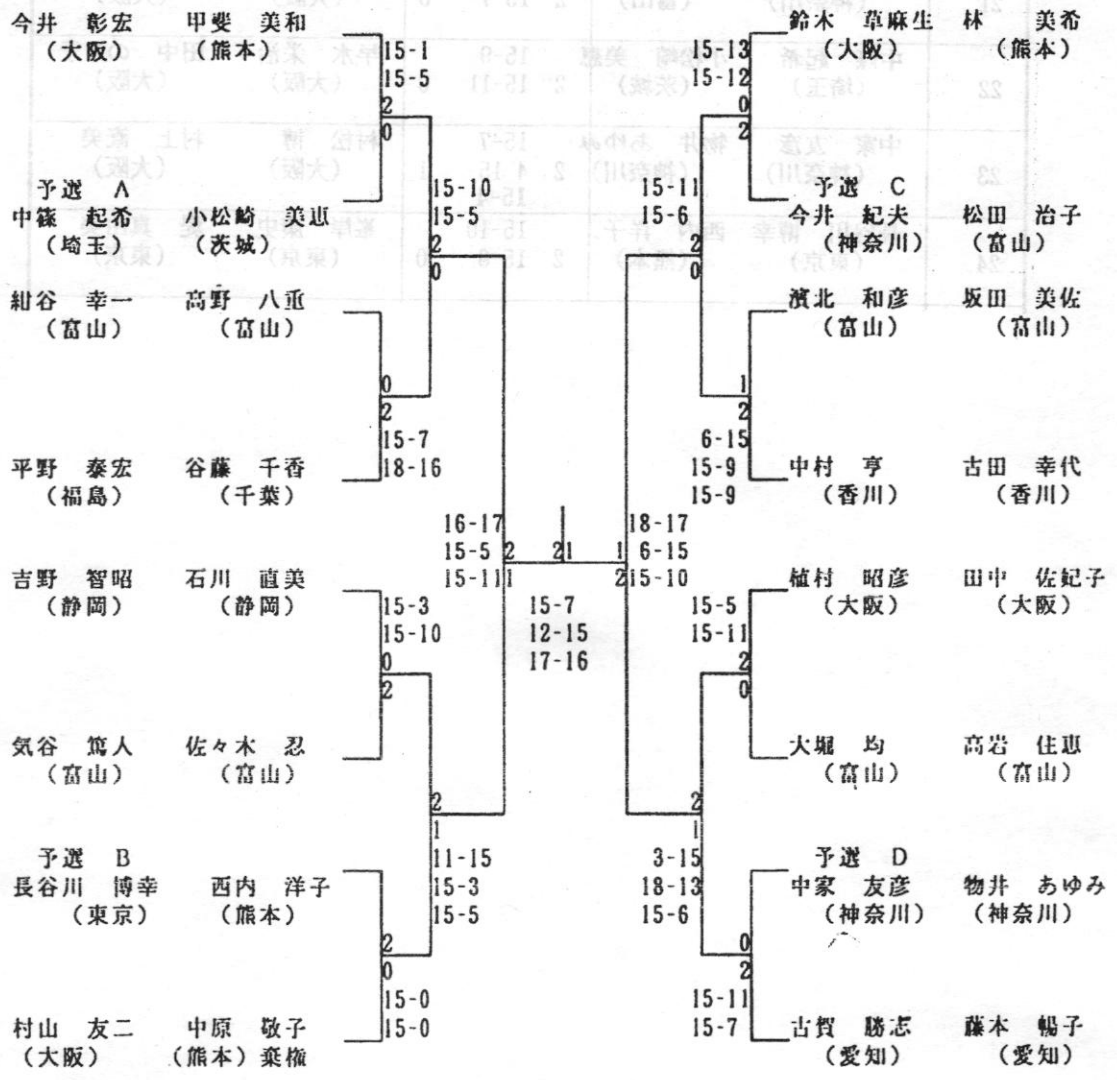 今井 彰宏 甲斐 美和
(大阪) (熊本)
15-1
15-5
2
0
予選 A
中篠 起希 小松崎 美恵
(埼玉) (茨城)
15-10
15-5
2
0
紺谷 幸一 高野 八重
(富山) (富山)
0
2
15-7
18-16
平野 泰宏 谷藤 千香
(福島) (千葉)
16-17
15-5 2
15-11 1
吉野 智昭 石川 直美
(静岡) (静岡)
15-3
15-10
0
2
気谷 篤人 佐々木 忍
(富山) (富山)
2
1
11-15
15-3
15-5
予選 B
長谷川 博幸 西内 洋子
(東京) (熊本)
2
0
15-0
15-0
村山 友二 中原 敬子
(大阪) (熊本) 棄権
2 1
15-7
12-15
17-16
鈴木 草麻生 林 美希
(大阪) (熊本)
15-13
15-12
0
2
予選 C
今井 紀夫 松田 治子
(神奈川) (富山)
15-11
15-6
2
0
濱北 和彦 坂田 美佐
(富山) (富山)
1
2
6-15
15-9
15-9
中村 亨 古田 幸代
(香川) (香川)
18-17
1 6-15
2 15-10
植村 昭彦 田中 佐妃子
(大阪) (大阪)
15-5
15-11
2
0
大堀 均 高岩 住恵
(富山) (富山)
2
1
3-15
18-13
15-6
予選 D
中家 友彦 物井 あゆみ
(神奈川) (神奈川)
0
2
15-11
15-7
古賀 勝志 藤本 暢子
(愛知) (愛知)